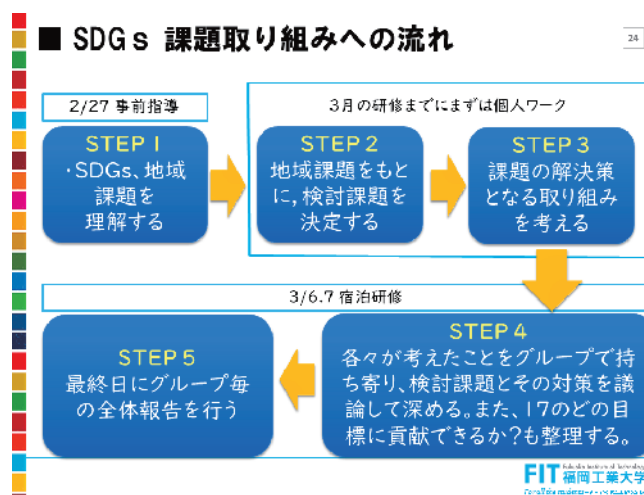 ■ SDGs 課題取り組みへの流れ
24
2/27 事前指導
3月の研修までにまずは個人ワーク
STEP 1
・SDGs、地域
課題を
理解する
STEP 2
地域課題をもと
に,検討課題を
決定する
STEP 3
課題の解決策
となる取り組み
を考える
3/6.7 宿泊研修
STEP 4
各々が考えたことをグループで持
ち寄り、検討課題とその対策を議
論して深める。また、17のどの目
標に貢献できるか?も整理する。
STEP 5
最終日にグループ毎
の全体報告を行う
FIT Fukuoka Institute of Technology
福岡工業大学